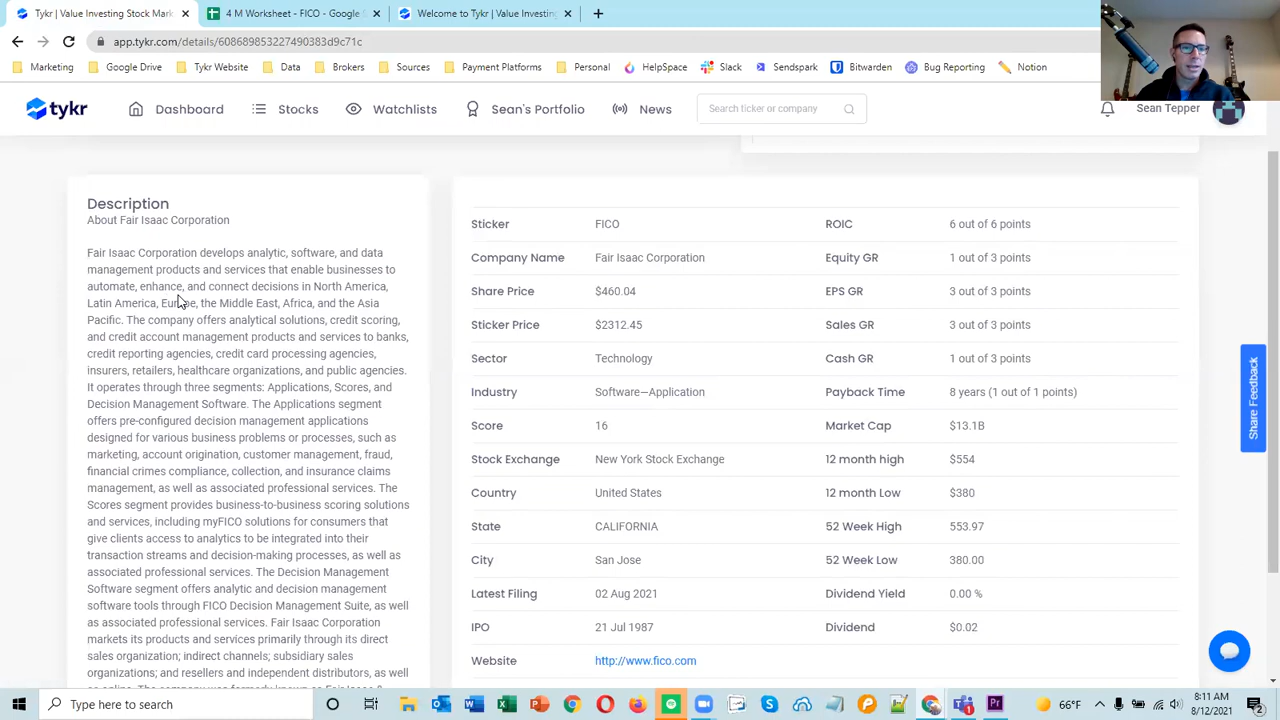 Tykr | Value Investing Stock Mark
4 M Worksheet - FICO - Google S
Welcome to Tykr | Value Investing
app.tykr.com/details/608689853227490383d9c71c
Marketing
Google Drive
Tykr Website
Data
Brokers
Sources
Payment Platforms
Personal
HelpSpace
Slack
Sendspark
Bitwarden
Bug Reporting
Notion
tykr
Dashboard
Stocks
Watchlists
Sean's Portfolio
News
Search ticker or company
Sean Tepper
Description
About Fair Isaac Corporation
Fair Isaac Corporation develops analytic, software, and data
management products and services that enable businesses to
automate, enhance, and connect decisions in North America,
Latin America, Europe, the Middle East, Africa, and the Asia
Pacific. The company offers analytical solutions, credit scoring,
and credit account management products and services to banks,
credit reporting agencies, credit card processing agencies,
insurers, retailers, healthcare organizations, and public agencies.
It operates through three segments: Applications, Scores, and
Decision Management Software. The Applications segment
offers pre-configured decision management applications
designed for various business problems or processes, such as
marketing, account origination, customer management, fraud,
financial crimes compliance, collection, and insurance claims
management, as well as associated professional services. The
Scores segment provides business-to-business scoring solutions
and services, including myFICO solutions for consumers that
give clients access to analytics to be integrated into their
transaction streams and decision-making processes, as well as
associated professional services. The Decision Management
Software segment offers analytic and decision management
software tools through FICO Decision Management Suite, as well
as associated professional services. Fair Isaac Corporation
markets its products and services primarily through its direct
sales organization; indirect channels; subsidiary sales
organizations; and resellers and independent distributors, as well
Sticker FICO ROIC 6 out of 6 points
Company Name Fair Isaac Corporation Equity GR 1 out of 3 points
Share Price $460.04 EPS GR 3 out of 3 points
Sticker Price $2312.45 Sales GR 3 out of 3 points
Sector Technology Cash GR 1 out of 3 points
Industry Software—Application Payback Time 8 years (1 out of 1 points)
Score 16 Market Cap $13.1B
Stock Exchange New York Stock Exchange 12 month high $554
Country United States 12 month Low $380
State CALIFORNIA 52 Week High 553.97
City San Jose 52 Week Low 380.00
Latest Filing 02 Aug 2021 Dividend Yield 0.00 %
IPO 21 Jul 1987 Dividend $0.02
Website http://www.fico.com
Share Feedback
Type here to search
66°F
8:11 AM
8/12/2021